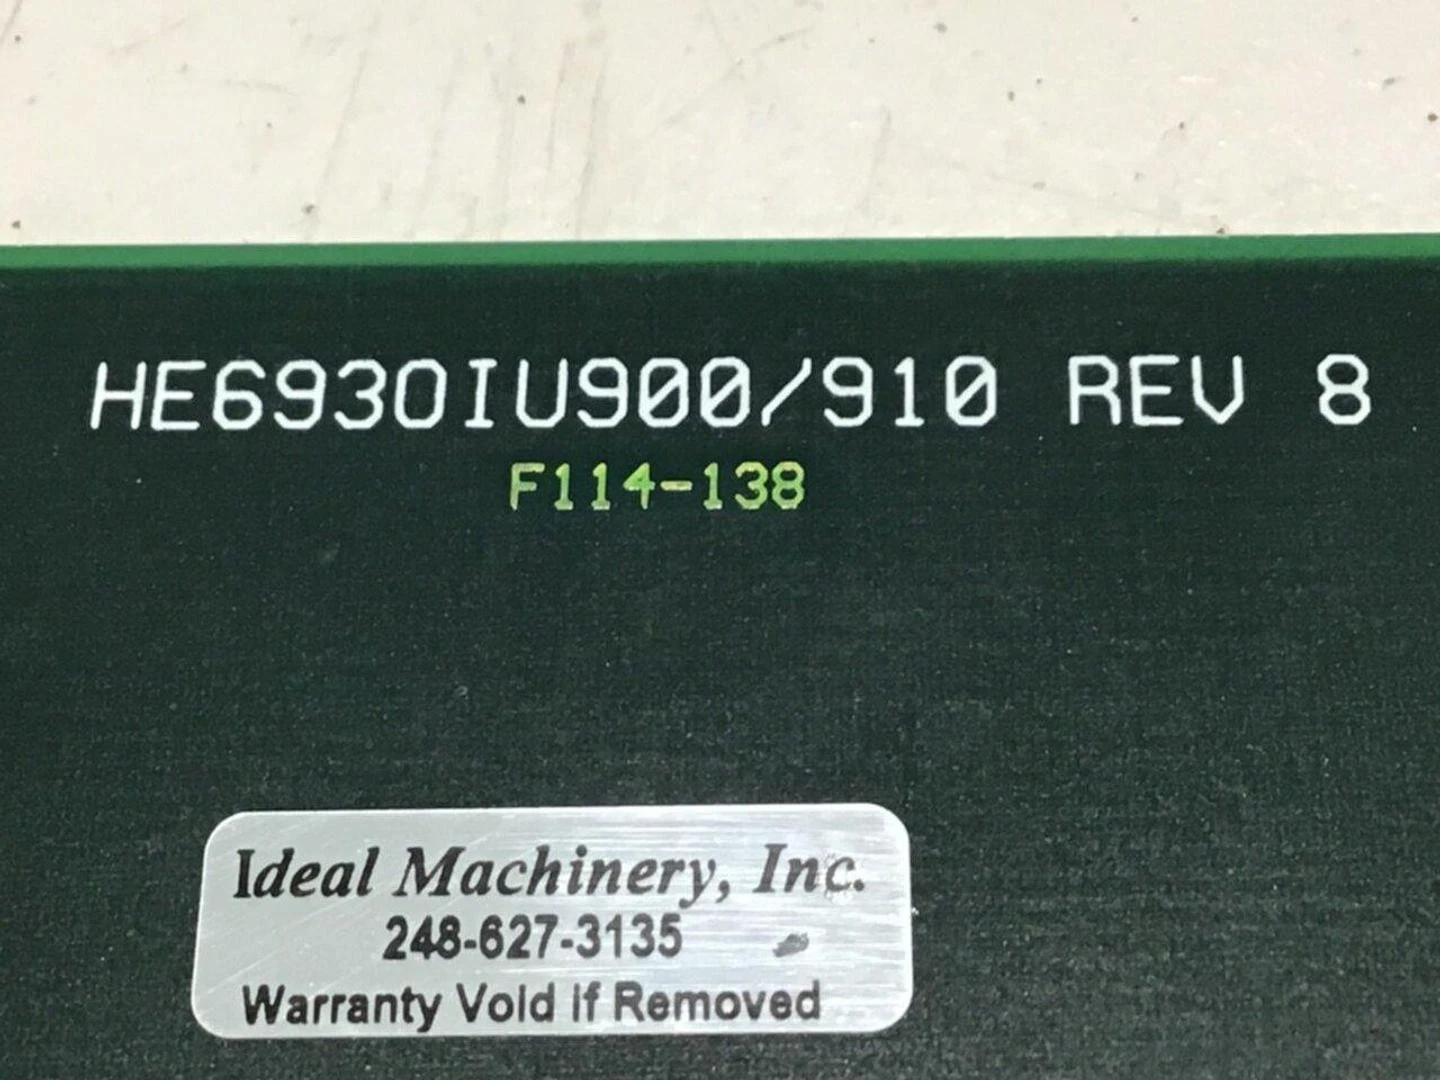 HE693OIU900/910 REV 8
F114-138
Ideal Machinery, Inc.
248-627-3135
Warranty Void if Removed